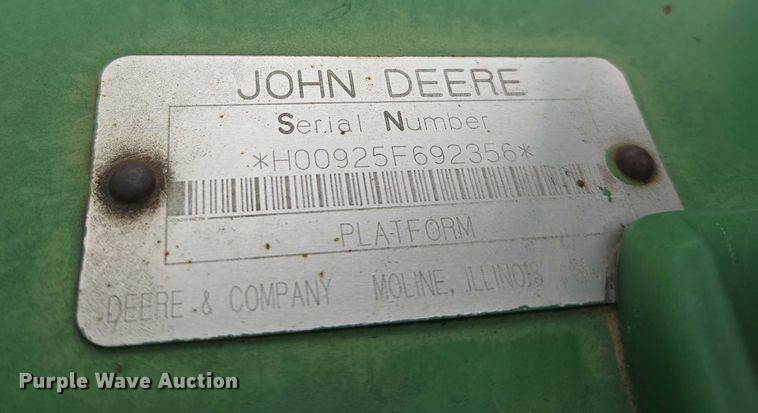 JOHN DEERE
Serial Number
*H00925F692356*
PLATFORM
DEERE & COMPANY MOLINE, ILLINOIS
Purple Wave Auction